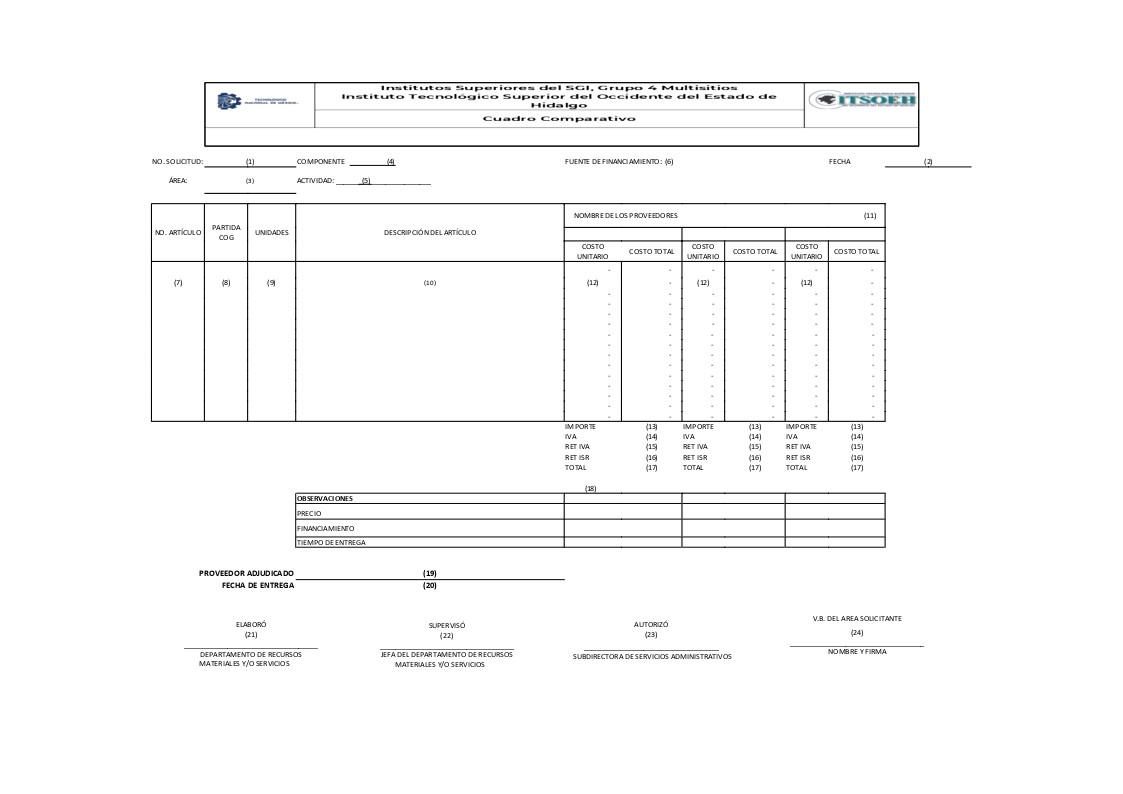 TECNOLÓGICO
NACIONAL DE MÉXICO
Institutos Superiores del SGI, Grupo 4 Multisitios
Instituto Tecnológico Superior del Occidente del Estado de
Hidalgo
Cuadro Comparativo
ITSOEH
NO. SOLICITUD: (1) COMPONENTE (4) FUENTE DE FINANCIAMIENTO: (6) FECHA (2)
ÁREA: (3) ACTIVIDAD: (5)
NOMBRE DE LOS PROVEEDORES (11)
NO. ARTÍCULO PARTIDA COG UNIDADES DESCRIPCIÓN DEL ARTÍCULO
COSTO UNITARIO COSTO TOTAL COSTO UNITARIO COSTO TOTAL COSTO UNITARIO COSTO TOTAL
- - - - - -
(7) (8) (9) (10) (12) - (12) - (12) -
- - - - - -
- - - - - -
- - - - - -
- - - - - -
- - - - - -
- - - - - -
- - - - - -
- - - - - -
- - - - - -
- - - - - -
- - - - - -
- - - - - -
- - - - - -
IMPORTE (13) IMPORTE (13) IMPORTE (13)
IVA (14) IVA (14) IVA (14)
RET IVA (15) RET IVA (15) RET IVA (15)
RET ISR (16) RET ISR (16) RET ISR (16)
TOTAL (17) TOTAL (17) TOTAL (17)
(18)
OBSERVACIONES
PRECIO
FINANCIAMIENTO
TIEMPO DE ENTREGA
PROVEEDOR ADJUDICADO (19)
FECHA DE ENTREGA (20)
ELABORÓ
(21)
DEPARTAMENTO DE RECURSOS
MATERIALES Y/O SERVICIOS
SUPERVISÓ
(22)
JEFA DEL DEPARTAMENTO DE RECURSOS
MATERIALES Y/O SERVICIOS
AUTORIZÓ
(23)
SUBDIRECTORA DE SERVICIOS ADMINISTRATIVOS
V.B. DEL AREA SOLICITANTE
(24)
NOMBRE Y FIRMA